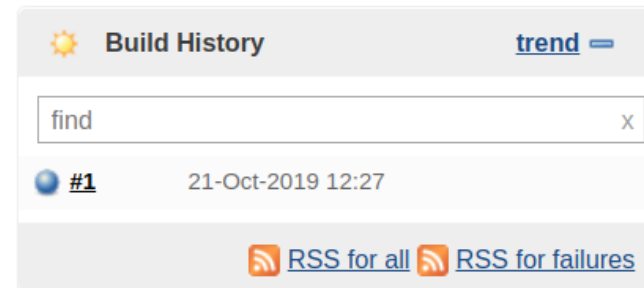 Build History trend
find x
#1 21-Oct-2019 12:27
RSS for all RSS for failures